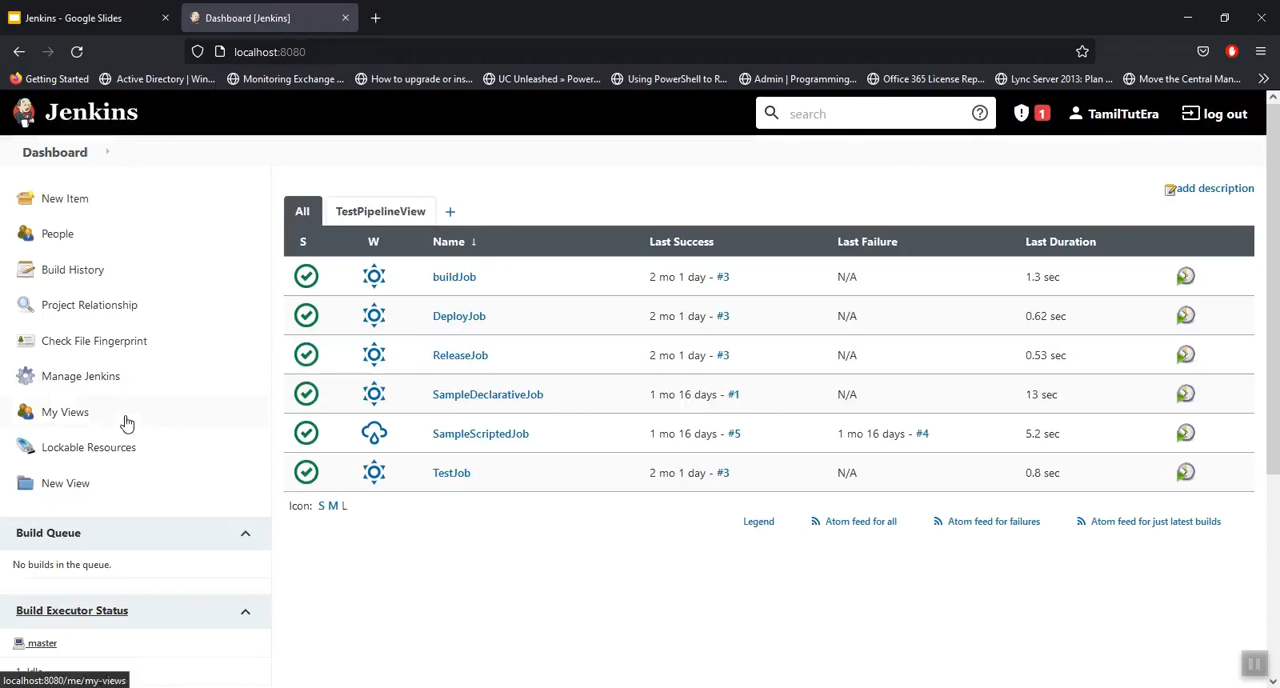 Jenkins - Google Slides
Dashboard [Jenkins]
localhost:8080
Getting Started
Active Directory (Win...
Monitoring Exchange ...
How to upgrade or ins...
UC Unleashed » Power...
Using PowerShell to R...
Admin | Programming...
Office 365 License Rep...
Lync Server 2013: Plan ...
Move the Central Man...
Jenkins
search
1
TamilTutEra
log out
Dashboard
New Item
People
Build History
Project Relationship
Check File Fingerprint
Manage Jenkins
My Views
Lockable Resources
New View
Build Queue
No builds in the queue.
Build Executor Status
master
1 Idle
localhost:8080/me/my-views
add description
All TestPipelineView +
S W Name ↓ Last Success Last Failure Last Duration
buildJob 2 mo 1 day - #3 N/A 1.3 sec
DeployJob 2 mo 1 day - #3 N/A 0.62 sec
ReleaseJob 2 mo 1 day - #3 N/A 0.53 sec
SampleDeclarativeJob 1 mo 16 days - #1 N/A 13 sec
SampleScriptedJob 1 mo 16 days - #5 1 mo 16 days - #4 5.2 sec
TestJob 2 mo 1 day - #3 N/A 0.8 sec
Icon: S M L
Legend Atom feed for all Atom feed for failures Atom feed for just latest builds